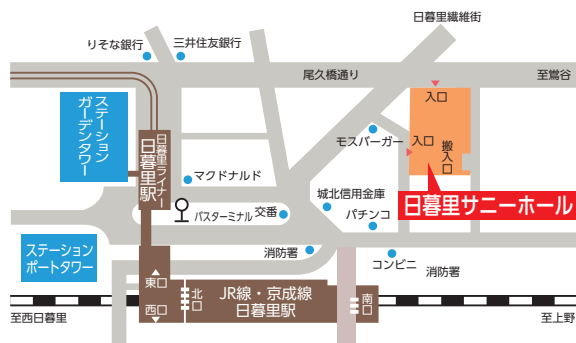 日暮里繊維街
りそな銀行
三井住友銀行
尾久橋通り
至鶯谷
ステーション
ガーデンタワー
日暮里ライナー
日暮里駅
入口
モスバーガー
入口
搬入口
マクドナルド
城北信用金庫
日暮里サニーホール
バスターミナル
交番
パチンコ
ステーション
ポートタワー
消防署
コンビニ
消防署
東口
西口
北口
JR線・京成線
日暮里駅
南口
至西日暮里
至上野